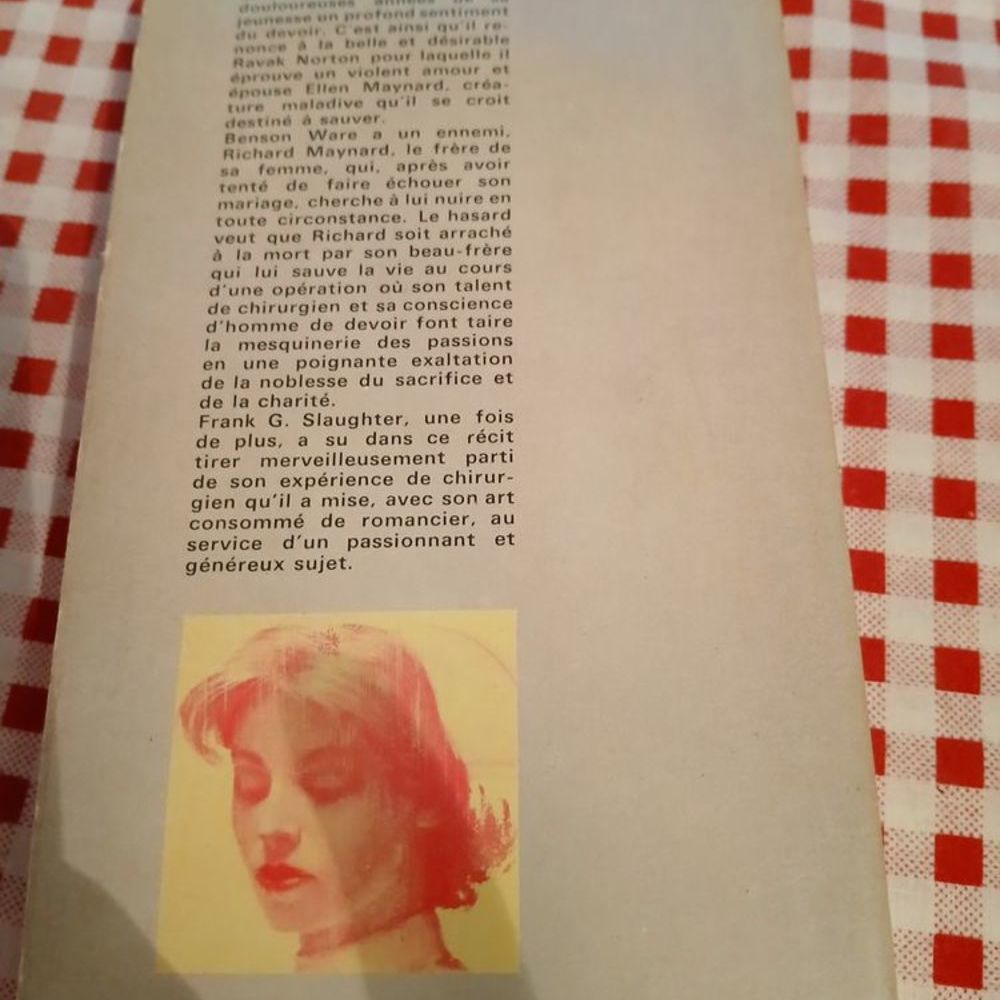 douloureuses années de sa
jeunesse un profond sentiment
du devoir. C'est ainsi qu'il re-
nonce à la belle et désirable
Ravak Norton pour laquelle il
éprouve un violent amour et
épouse Ellen Maynard, créa-
ture maladive qu'il se croit
destiné à sauver.
Benson Ware a un ennemi,
Richard Maynard, le frère de
sa femme, qui, après avoir
tenté de faire échouer son
mariage, cherche à lui nuire en
toute circonstance. Le hasard
veut que Richard soit arraché
à la mort par son beau-frère
qui lui sauve la vie au cours
d'une opération où son talent
de chirurgien et sa conscience
d'homme de devoir font taire
la mesquinerie des passions
en une poignante exaltation
de la noblesse du sacrifice et
de la charité.
Frank G. Slaughter, une fois
de plus, a su dans ce récit
tirer merveilleusement parti
de son expérience de chirur-
gien qu'il a mise, avec son art
consommé de romancier, au
service d'un passionnant et
généreux sujet.